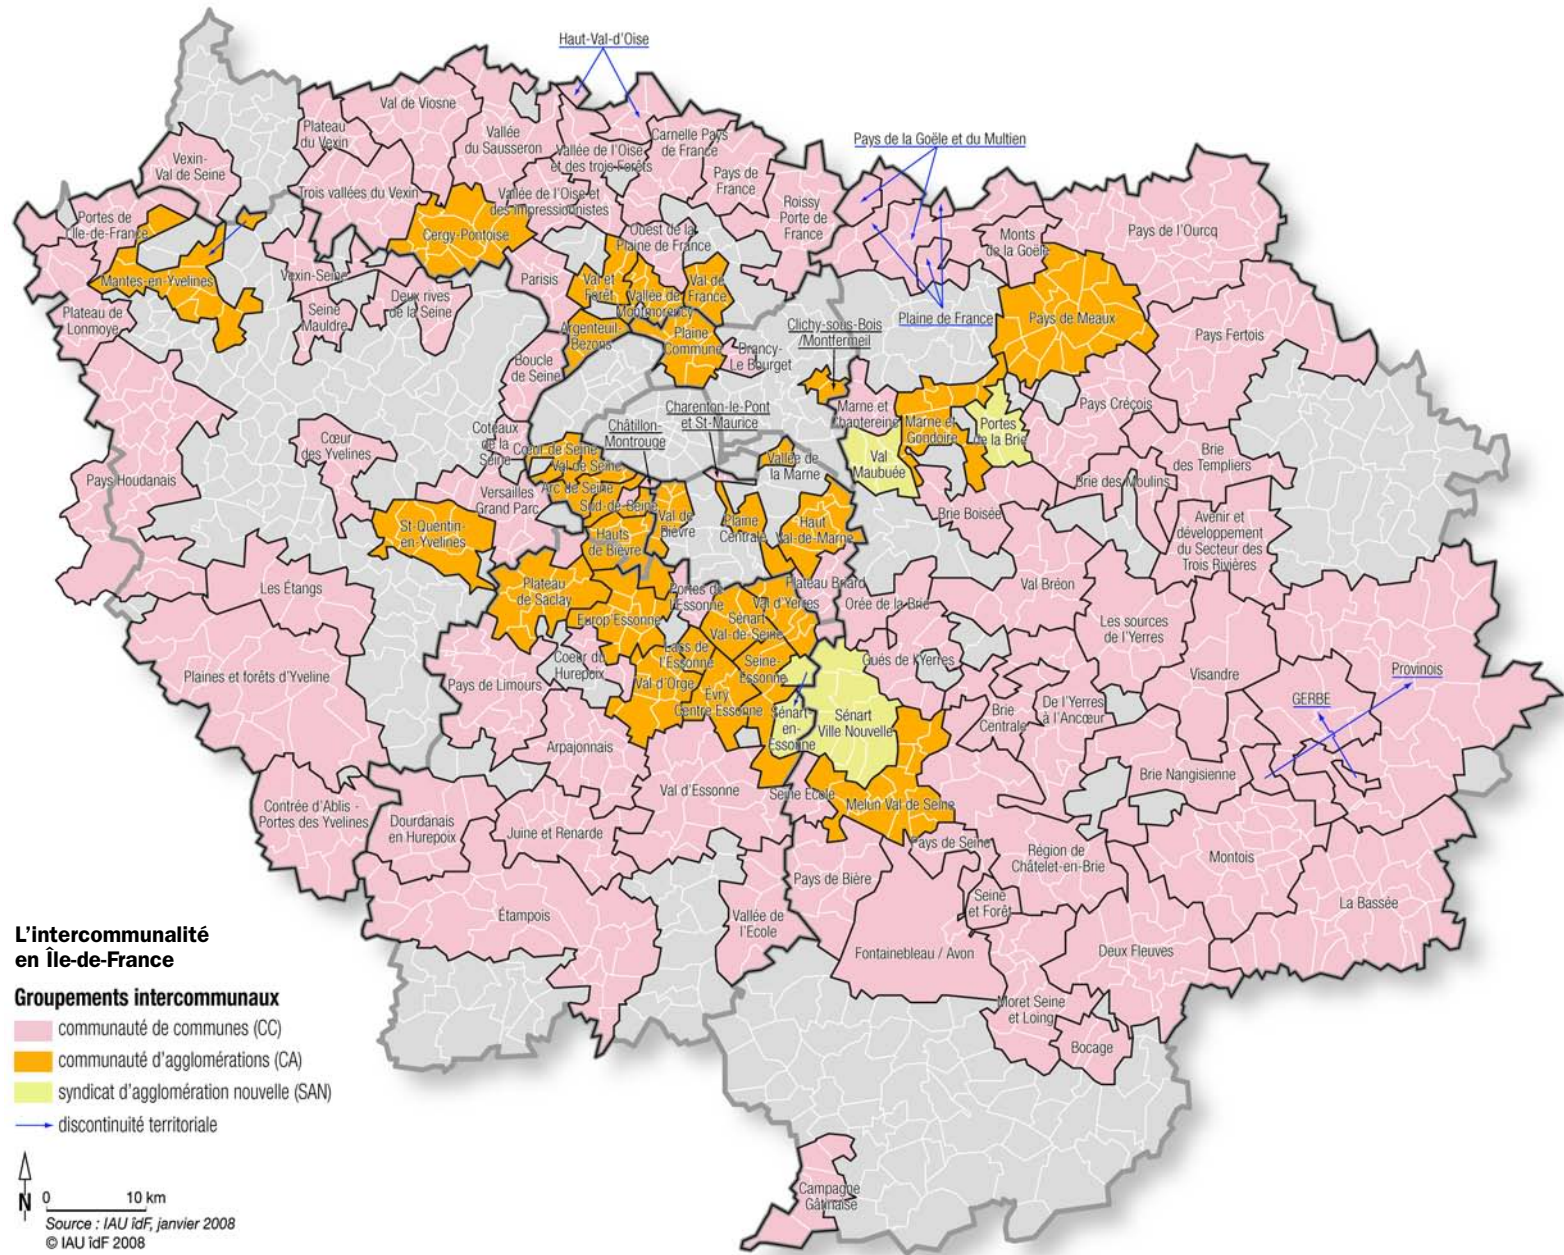 Haut-Val-d'Oise
Val de Viosne
Plateau
du Vexin
Vallée
du Sausseron
Vallée de l'Oise
et des trois Forêts
Carnelle Pays
de France
Pays de la Goële et du Multien
Vexin-
Val de Seine
Trois vallées du Vexin
Vallée de l'Oise et
des Impressionnistes
Pays de
France
Roissy
Porte de
France
Portes de
l'Île-de-France
Cergy-Pontoise
Ouest de la
Plaine de France
Monts
de la Goële
Pays de l'Ourcq
Mantes-en-Yvelines
Vexin-Seine
Parisis
Val et
Forêt
Vallée de
Montmorency
Val de
France
Plateau de
Lonmoye
Seine
Mauldre
Deux rives
de la Seine
Argenteuil-
Bezons
Plaine
Commune
Clichy-sous-Bois
/Montfermeil
Plaine de France
Pays de Meaux
Pays Fertois
Boucle
de Seine
Drancy-
Le Bourget
Charenton-le-Pont
et St-Maurice
Châtillon-
Montrouge
Marne et
Chantereine
Marne et
Gondoire
Portes
de la Brie
Pays Créçois
Cœur
des Yvelines
Coteaux
de la
Seine
Cœur de Seine
Val de Seine
Arc de Seine
Sud-de-Seine
Vallée de
la Marne
Val
Maubuée
Brie
des Templiers
Brie des Moulins
Pays Houdanais
Versailles
Grand Parc
St-Quentin-
en-Yvelines
Hauts
de Bièvre
Val de
Bièvre
Plaine
Centrale
Haut
Val-de-Marne
Brie Boisée
Avenir et
développement
du Secteur des
Trois Rivières
Les Étangs
Plateau
de Saclay
Europ'Essonne
Portes de
l'Essonne
Plateau Briard
Val d'Yerres
Sénart
Val-de-Seine
Orée de la Brie
Val Bréon
Les sources
de l'Yerres
Plaines et forêts d'Yveline
Pays de Limours
Coeur du
Hurepoix
Lacs de
l'Essonne
Val d'Orge
Seine-
Essonne
Evry
Centre Essonne
Gués de l'Yerres
Visandre
Provinois
GERBE
Sénart-
en-
Essonne
Sénart
Ville Nouvelle
Brie
Centrale
De l'Yerres
à l'Ancœur
Arpajonnais
Brie Nangisienne
Contrée d'Ablis -
Portes des Yvelines
Dourdanais
en Hurepoix
Juine et Renarde
Val d'Essonne
Seine Ecole
Melun Val de Seine
Pays de Seine
Région de
Châtelet-en-Brie
Montois
Pays de Bière
Seine
et Forêt
La Bassée
Étampois
Vallée de
l'Ecole
Fontainebleau / Avon
Deux Fleuves
Moret Seine
et Loing
Bocage
Campagne
Gâtinaise
L'intercommunalité
en Île-de-France
Groupements intercommunaux
communauté de communes (CC)
communauté d'agglomérations (CA)
syndicat d'agglomération nouvelle (SAN)
discontinuité territoriale
N
0 10 km
Source : IAU îdF, janvier 2008
© IAU îdF 2008